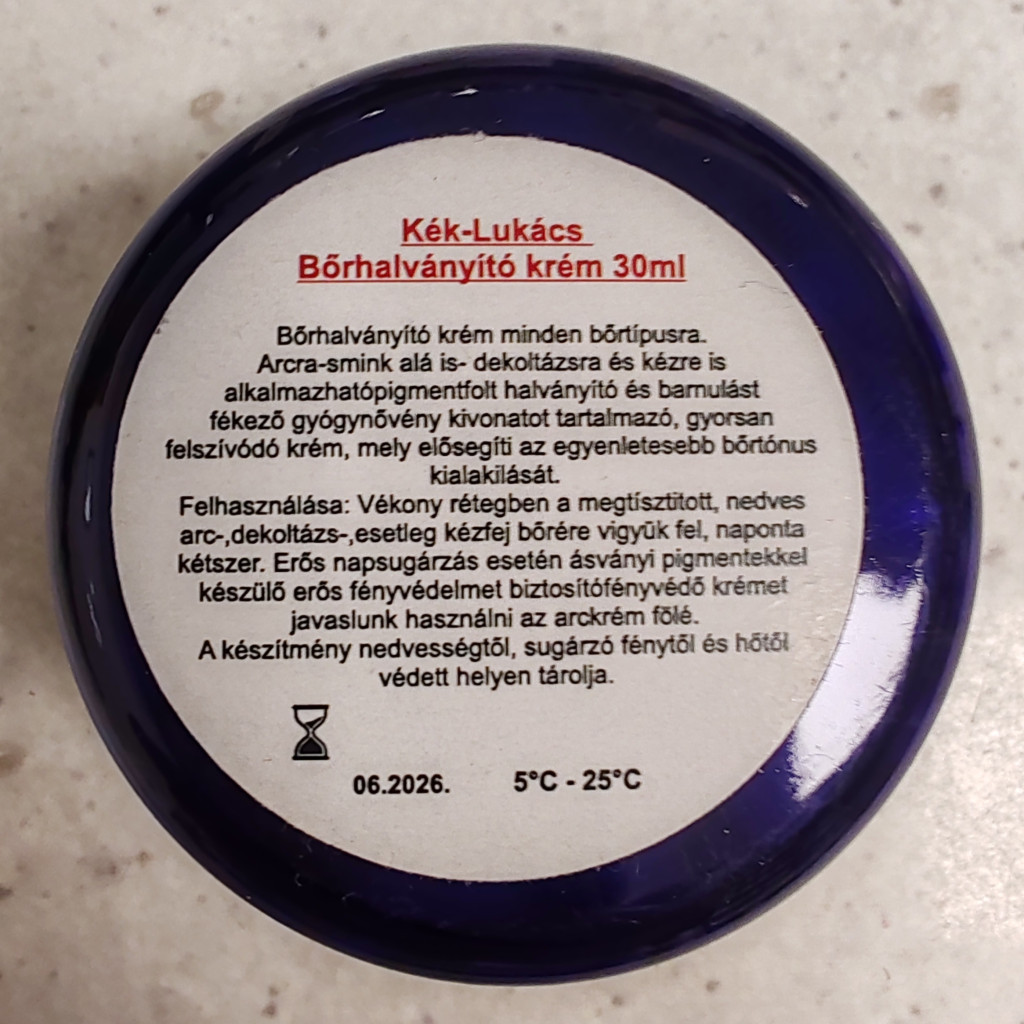 Kék-Lukács
Bőrhalványító krém 30ml
Bőrhalványító krém minden bőrtípusra.
Arcra-smink alá is- dekoltázsra és kézre is
alkalmazhatópigmentfolt halványító és barnulást
fékező gyógynővény kivonatot tartalmazó, gyorsan
felszívódó krém, mely elősegíti az egyenletesebb bőrtónus
kialakilását.
Felhasználása: Vékony rétegben a megtísztitott, nedves
arc-,dekoltázs-,esetleg kézfej bőrére vigyük fel, naponta
kétszer. Erős napsugárzás esetén ásványi pigmentekkel
készülő erős fényvédelmet biztosítófényvédő krémet
javaslunk használni az arckrém fölé.
A készítmény nedvességtől, sugárzó fénytől és hőtől
védett helyen tárolja.
06.2026. 5°C - 25°C